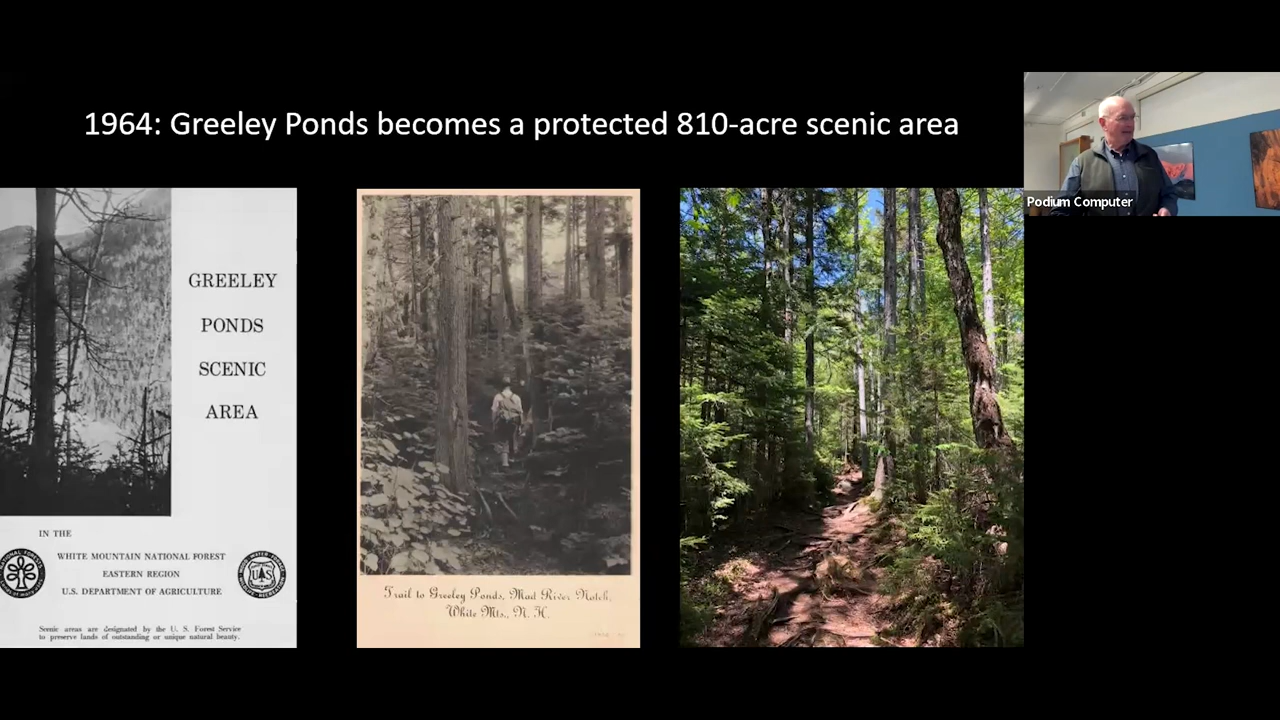 1964: Greeley Ponds becomes a protected 810-acre scenic area
Podium Computer
GREELEY
PONDS
SCENIC
AREA
IN THE
WHITE MOUNTAIN NATIONAL FOREST
EASTERN REGION
U.S. DEPARTMENT OF AGRICULTURE
Scenic areas are designated by the U. S. Forest Service
to preserve lands of outstanding or unique natural beauty.
US
Trail to Greeley Ponds, Mad River Notch,
White Mts., N. H.